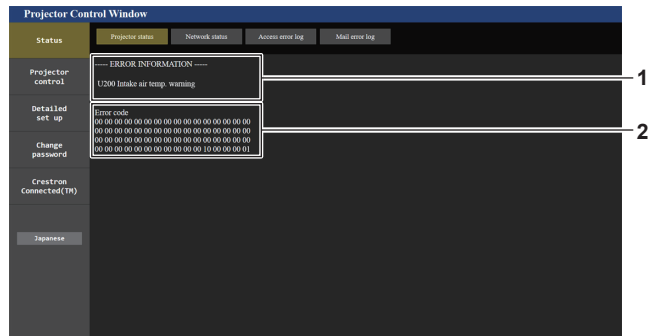 Projector Control Window
Status
Projector status Network status Access error log Mail error log
Projector
control
Detailed
set up
Change
password
Crestron
Connected(TM)
Japanese
----- ERROR INFORMATION -----
U200 Intake air temp. warning
Error code
00 00 00 00 00 00 00 00 00 00 00 00 00 00 00 00
00 00 00 00 00 00 00 00 00 00 00 00 00 00 00 00
00 00 00 00 00 00 00 00 00 00 00 00 00 00 00 00
00 00 00 00 00 00 00 00 00 00 00 10 00 00 00 01
1
2